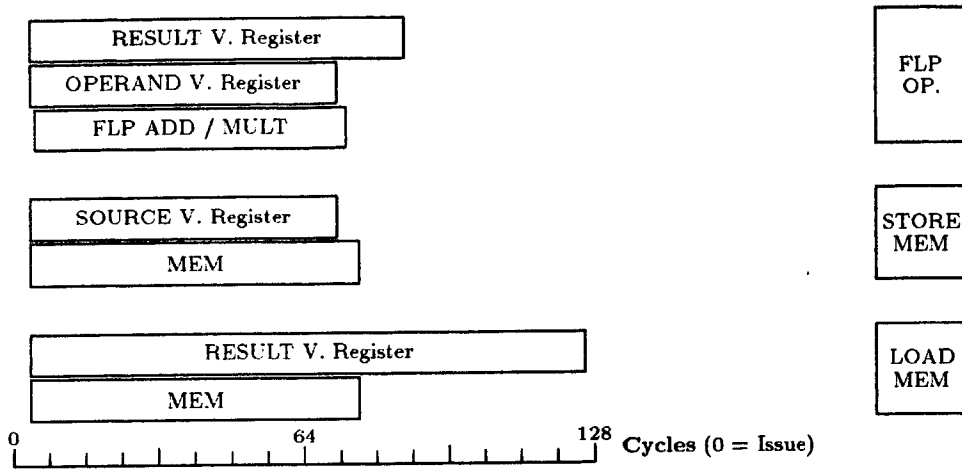 RESULT V. Register
OPERAND V. Register
FLP ADD / MULT
FLP
OP.
SOURCE V. Register
MEM
STORE
MEM
RESULT V. Register
MEM
LOAD
MEM
0 64 128 Cycles (0 = Issue)